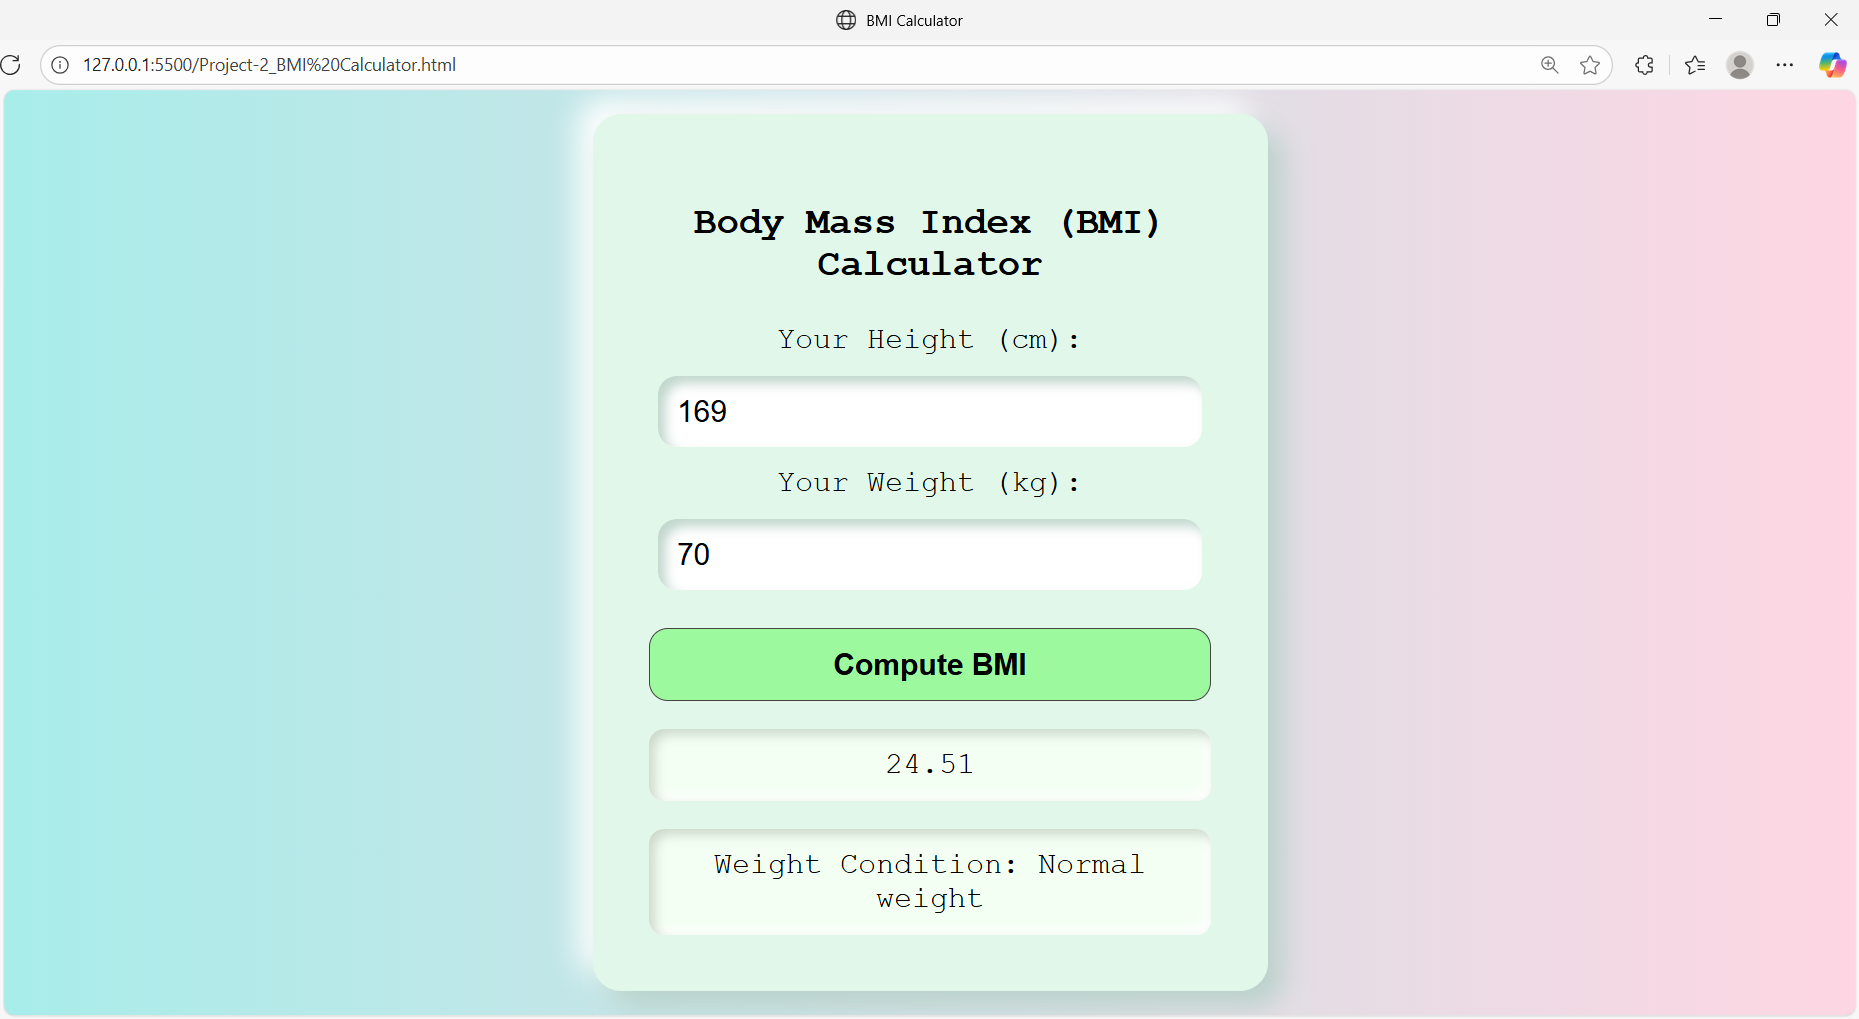 BMI Calculator
127.0.0.1:5500/Project-2_BMI%20Calculator.html
Body Mass Index (BMI)
Calculator
Your Height (cm):
169
Your Weight (kg):
70
Compute BMI
24.51
Weight Condition: Normal
weight